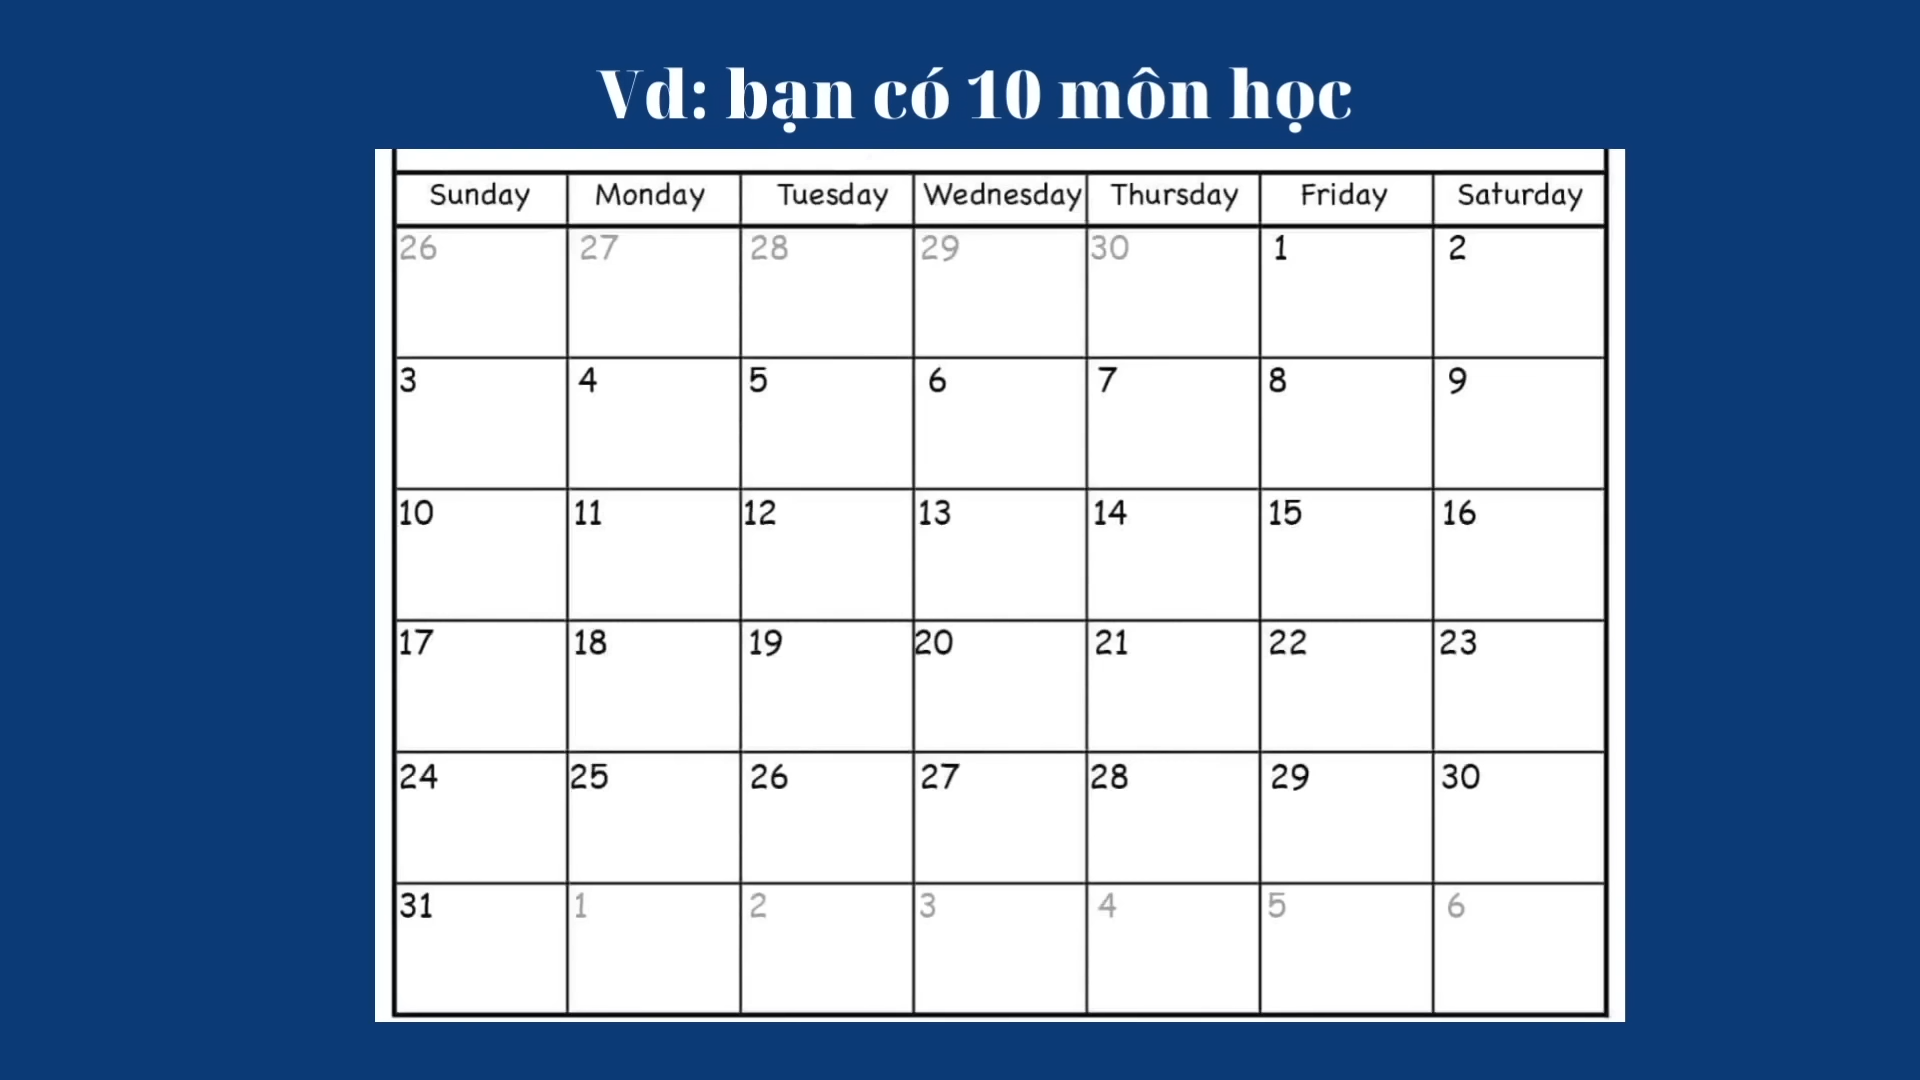 Vd: bạn có 10 môn học
Sunday Monday Tuesday Wednesday Thursday Friday Saturday
26 27 28 29 30 1 2
3 4 5 6 7 8 9
10 11 12 13 14 15 16
17 18 19 20 21 22 23
24 25 26 27 28 29 30
31 1 2 3 4 5 6